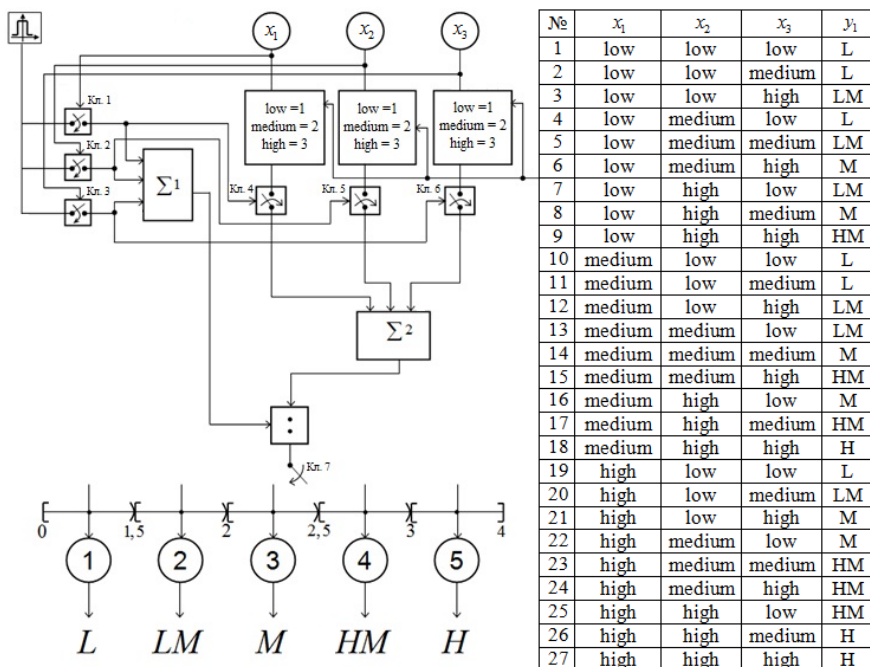 x₁ x₂ x₃
Кл. 1
low =1
medium = 2
high = 3
low =1
medium = 2
high = 3
low =1
medium = 2
high = 3
Кл. 2
Кл. 3
Σ1
Кл. 4
Кл. 5
Кл. 6
Σ2
:
Кл. 7
0 1,5 2 2,5 3 4
1 2 3 4 5
L LM M HM H
№ x₁ x₂ x₃ y₁
1 low low low L
2 low low medium L
3 low low high LM
4 low medium low L
5 low medium medium LM
6 low medium high M
7 low high low LM
8 low high medium M
9 low high high HM
10 medium low low L
11 medium low medium L
12 medium low high LM
13 medium medium low LM
14 medium medium medium M
15 medium medium high HM
16 medium high low M
17 medium high medium HM
18 medium high high H
19 high low low L
20 high low medium LM
21 high low high M
22 high medium low M
23 high medium medium HM
24 high medium high HM
25 high high low HM
26 high high medium H
27 high high high H